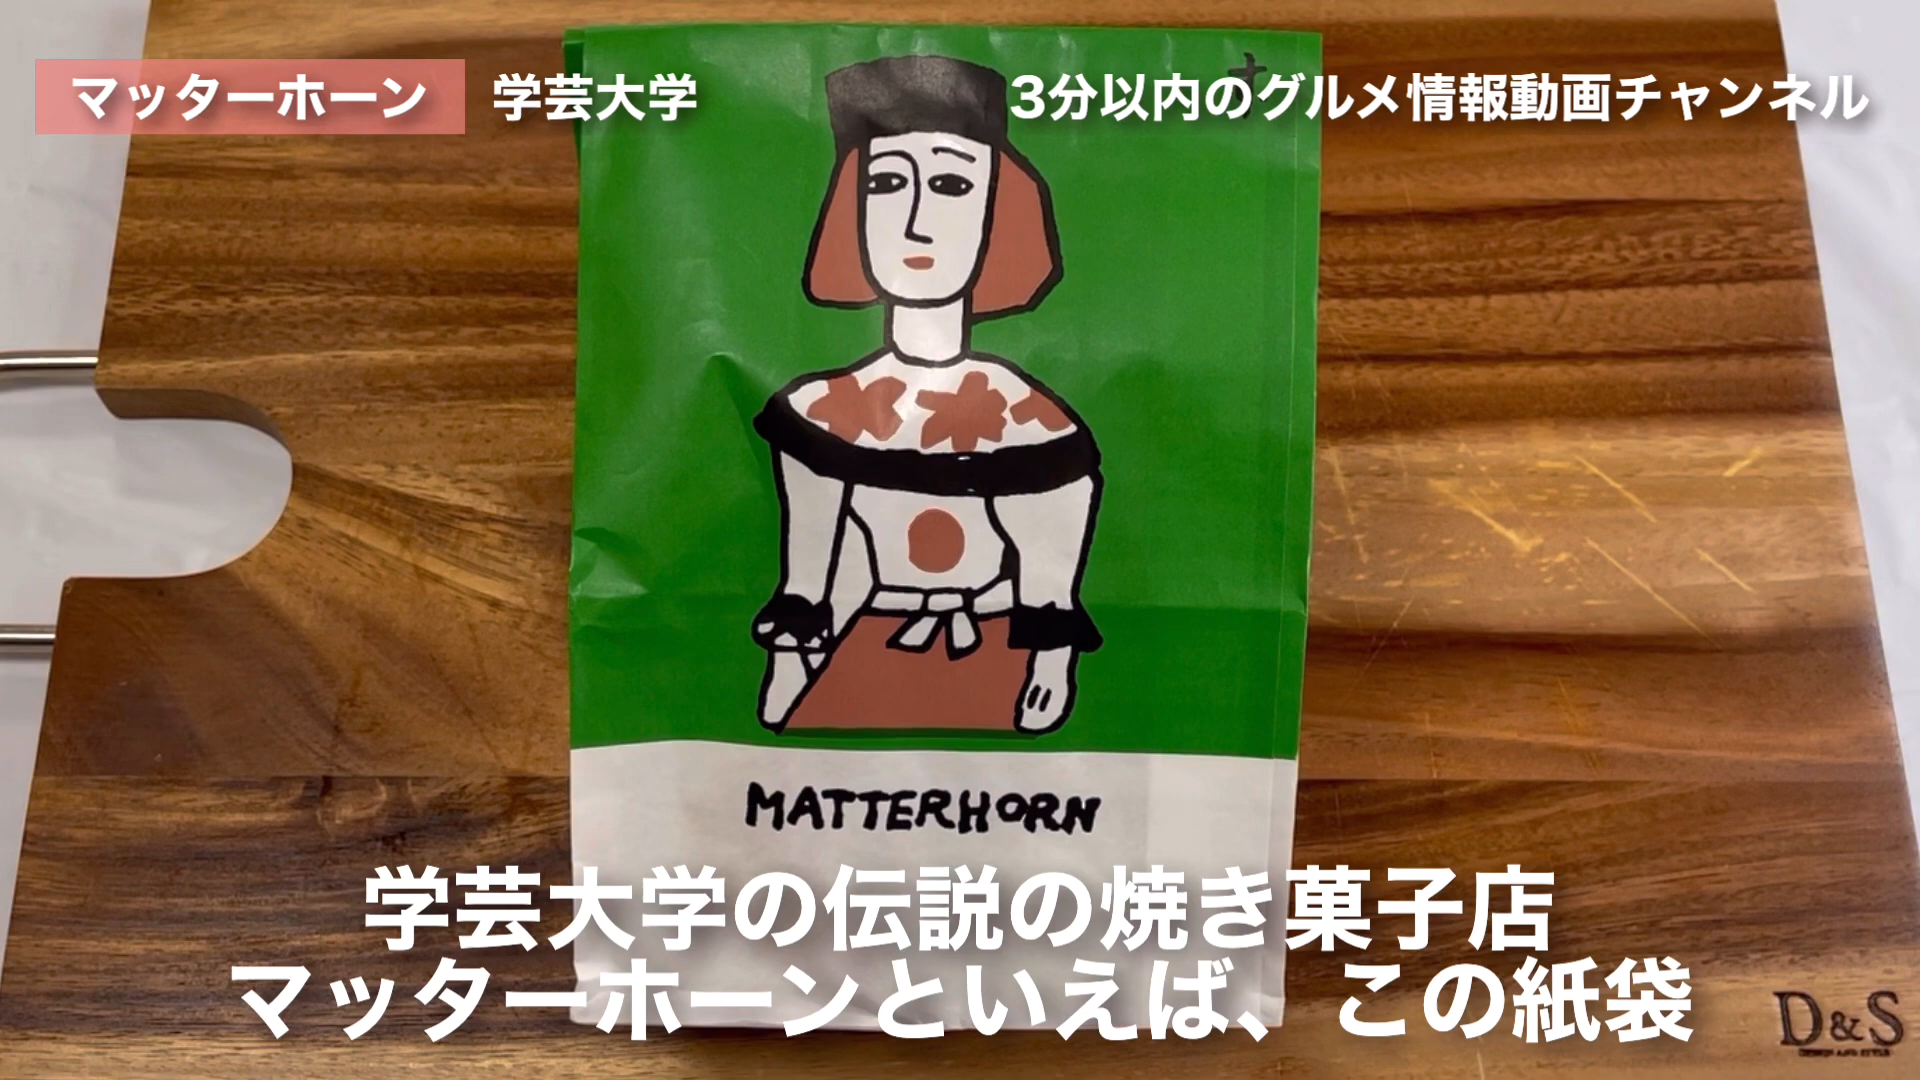 マッターホーン 学芸大学 3分以内のグルメ情報動画チャンネル
MATTERHORN
学芸大学の伝説の焼き菓子店
マッターホーンといえば、この紙袋
D&S
DESIGN AND STYLE